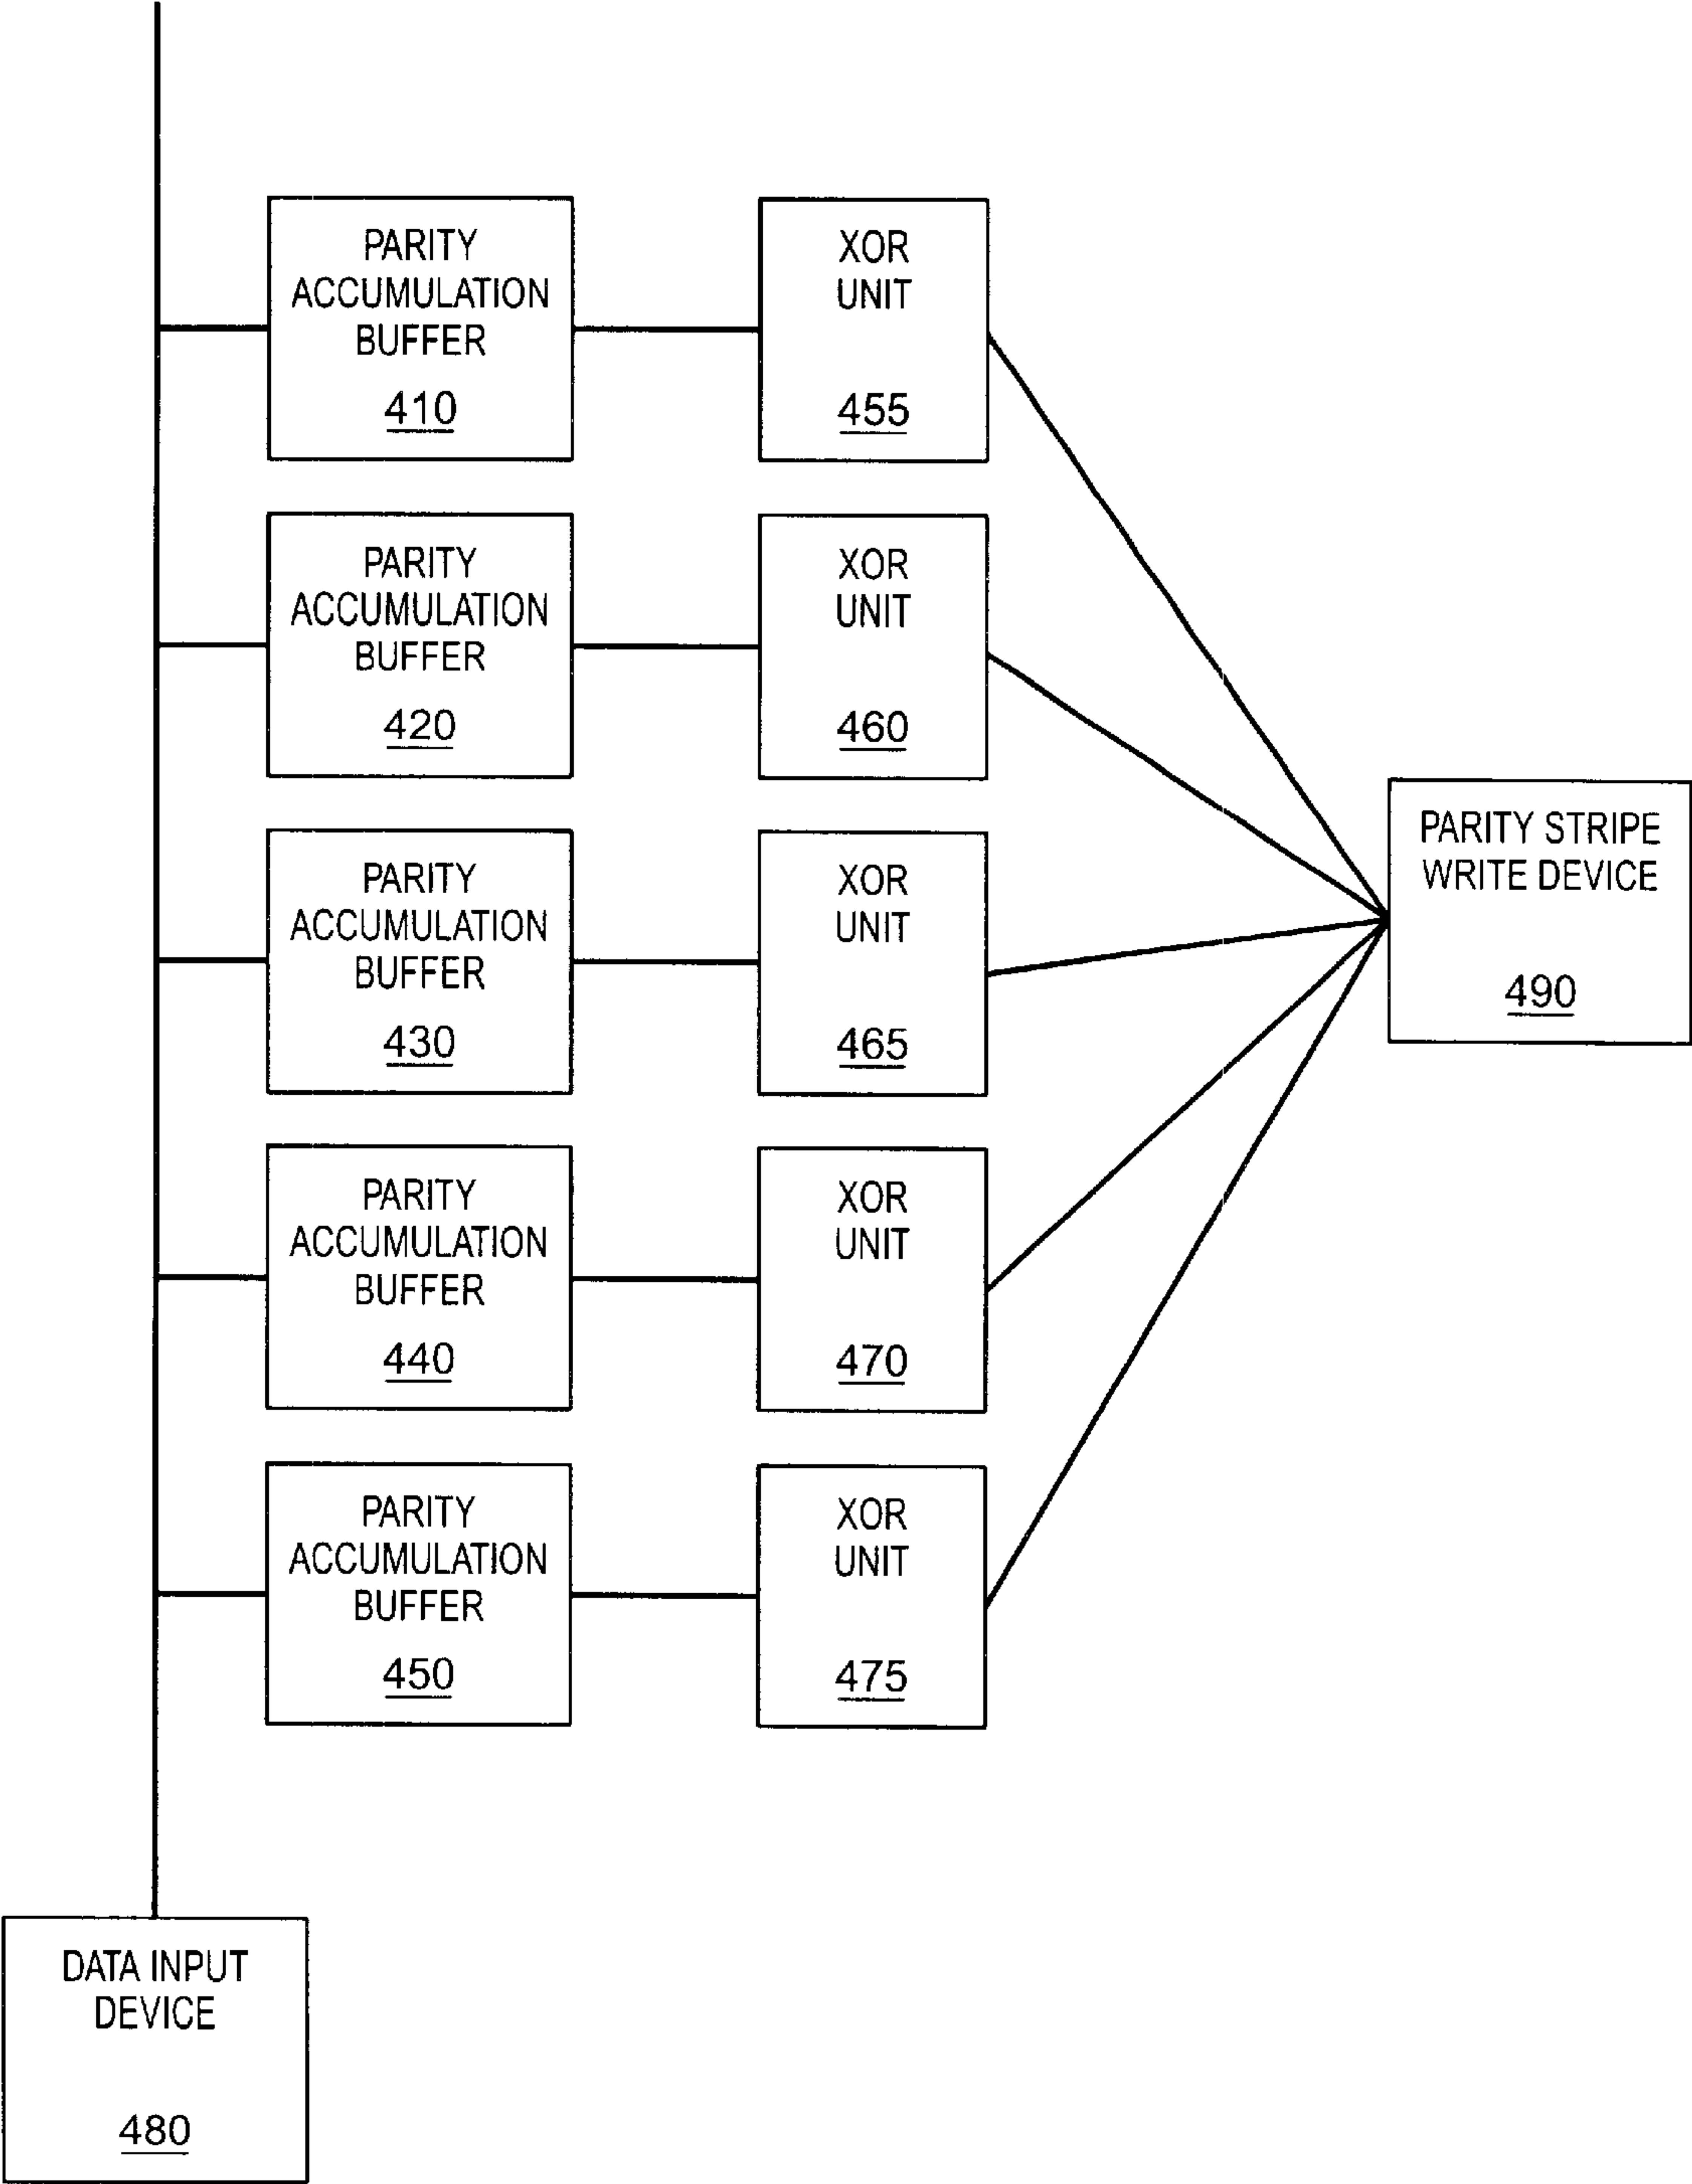 PARITY
ACCUMULATION
BUFFER
410
XOR
UNIT
455
PARITY
ACCUMULATION
BUFFER
420
XOR
UNIT
460
PARITY STRIPE
WRITE DEVICE
490
PARITY
ACCUMULATION
BUFFER
430
XOR
UNIT
465
PARITY
ACCUMULATION
BUFFER
440
XOR
UNIT
470
PARITY
ACCUMULATION
BUFFER
450
XOR
UNIT
475
DATA INPUT
DEVICE
480